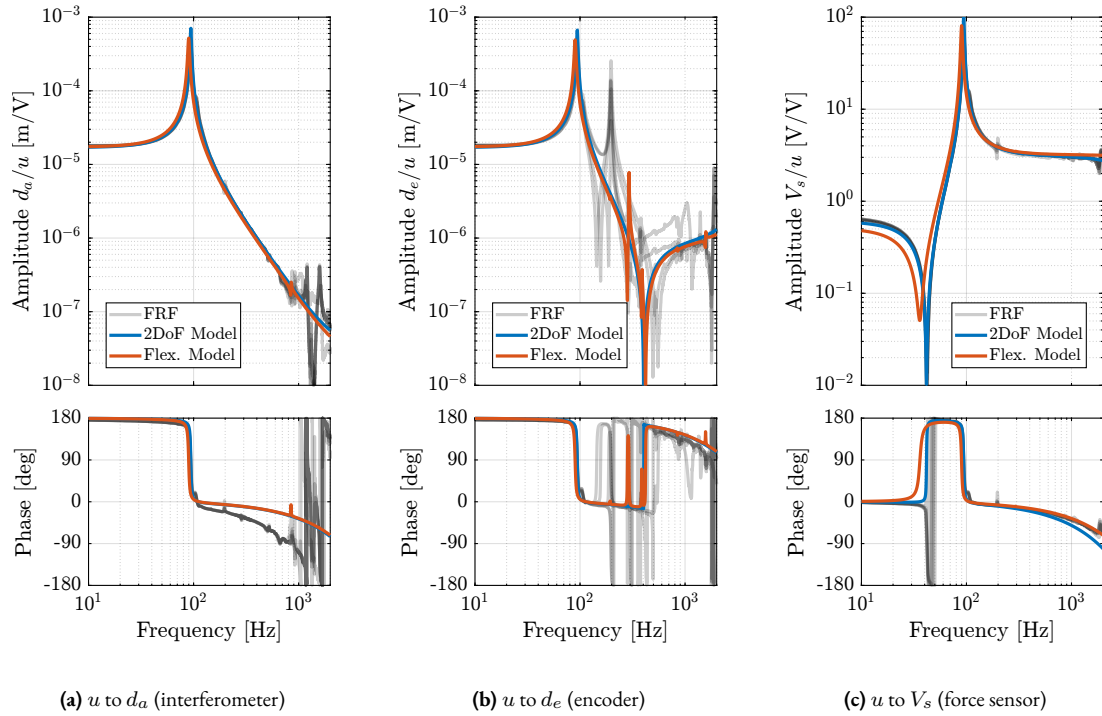 10^{-3}
10^{-4}
10^{-5}
10^{-6}
10^{-7}
10^{-8}
Amplitude d_a/u [m/V]
FRF
2DoF Model
Flex. Model
180
90
0
-90
-180
Phase [deg]
10^1
10^2
10^3
Frequency [Hz]
(a) u to d_a (interferometer)
10^{-3}
10^{-4}
10^{-5}
10^{-6}
10^{-7}
10^{-8}
Amplitude d_e/u [m/V]
FRF
2DoF Model
Flex. Model
180
90
0
-90
-180
Phase [deg]
10^1
10^2
10^3
Frequency [Hz]
(b) u to d_e (encoder)
10^2
10^1
10^0
10^{-1}
10^{-2}
Amplitude V_s/u [V/V]
FRF
2DoF Model
Flex. Model
180
90
0
-90
-180
Phase [deg]
10^1
10^2
10^3
Frequency [Hz]
(c) u to V_s (force sensor)